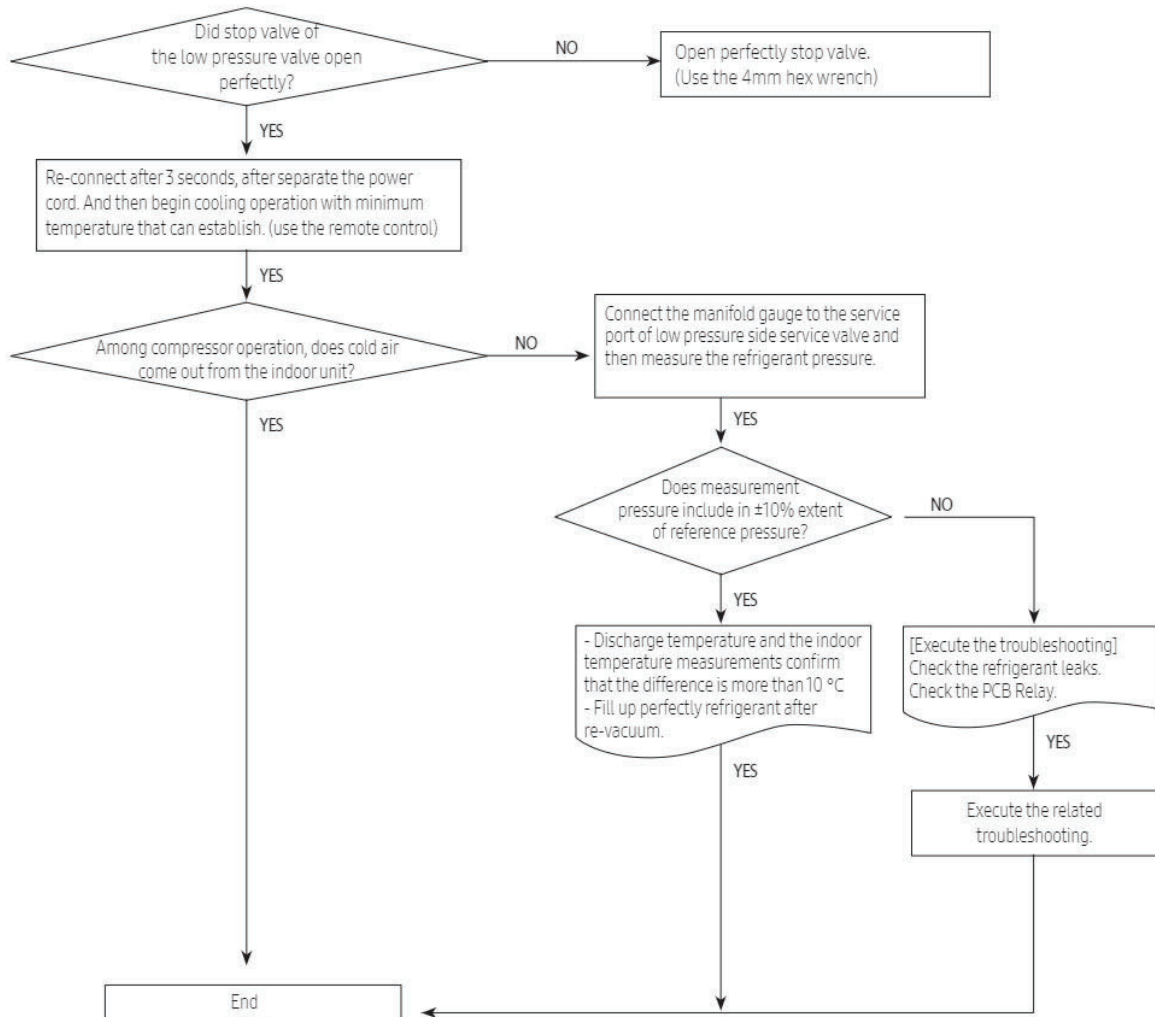 Did stop valve of
the low pressure valve open
perfectly?
NO
Open perfectly stop valve.
(Use the 4mm hex wrench)
YES
Re-connect after 3 seconds, after separate the power
cord. And then begin cooling operation with minimum
temperature that can establish. (use the remote control)
YES
Among compressor operation, does cold air
come out from the indoor unit?
NO
Connect the manifold gauge to the service
port of low pressure side service valve and
then measure the refrigerant pressure.
YES
YES
Does measurement
pressure include in ±10% extent
of reference pressure?
NO
YES
- Discharge temperature and the indoor
temperature measurements confirm
that the difference is more than 10 °C
- Fill up perfectly refrigerant after
re-vacuum.
[Execute the troubleshooting]
Check the refrigerant leaks.
Check the PCB Relay.
YES
YES
Execute the related
troubleshooting.
End